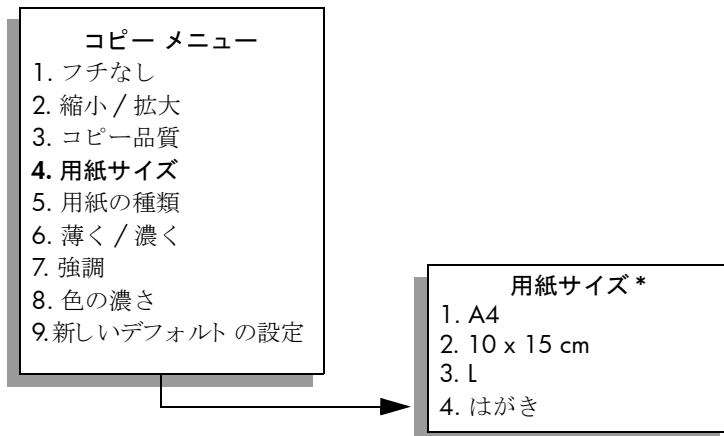 コピー メニュー
1. フチなし
2. 縮小 / 拡大
3. コピー品質
4. 用紙サイズ
5. 用紙の種類
6. 薄く / 濃く
7. 強調
8. 色の濃さ
9.新しいデフォルト の設定
用紙サイズ *
1. A4
2. 10 x 15 cm
3. L
4. はがき